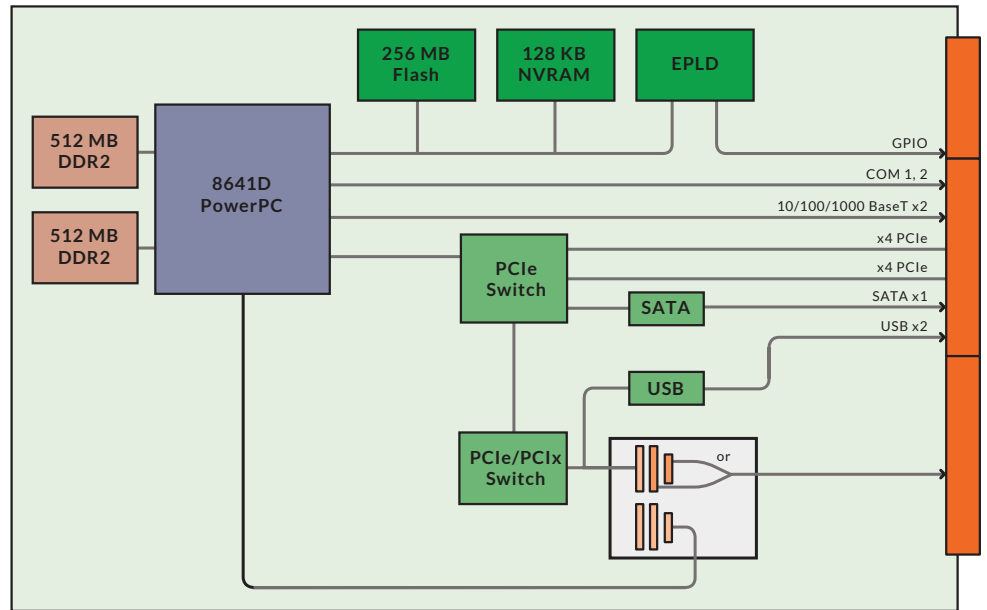 256 MB
Flash
128 KB
NVRAM
EPLD
512 MB
DDR2
8641D
PowerPC
512 MB
DDR2
GPIO
COM 1, 2
10/100/1000 BaseT x2
x4 PCIe
x4 PCIe
PCIe
Switch
SATA
SATA x1
USB x2
USB
PCIe/PCIx
Switch
or